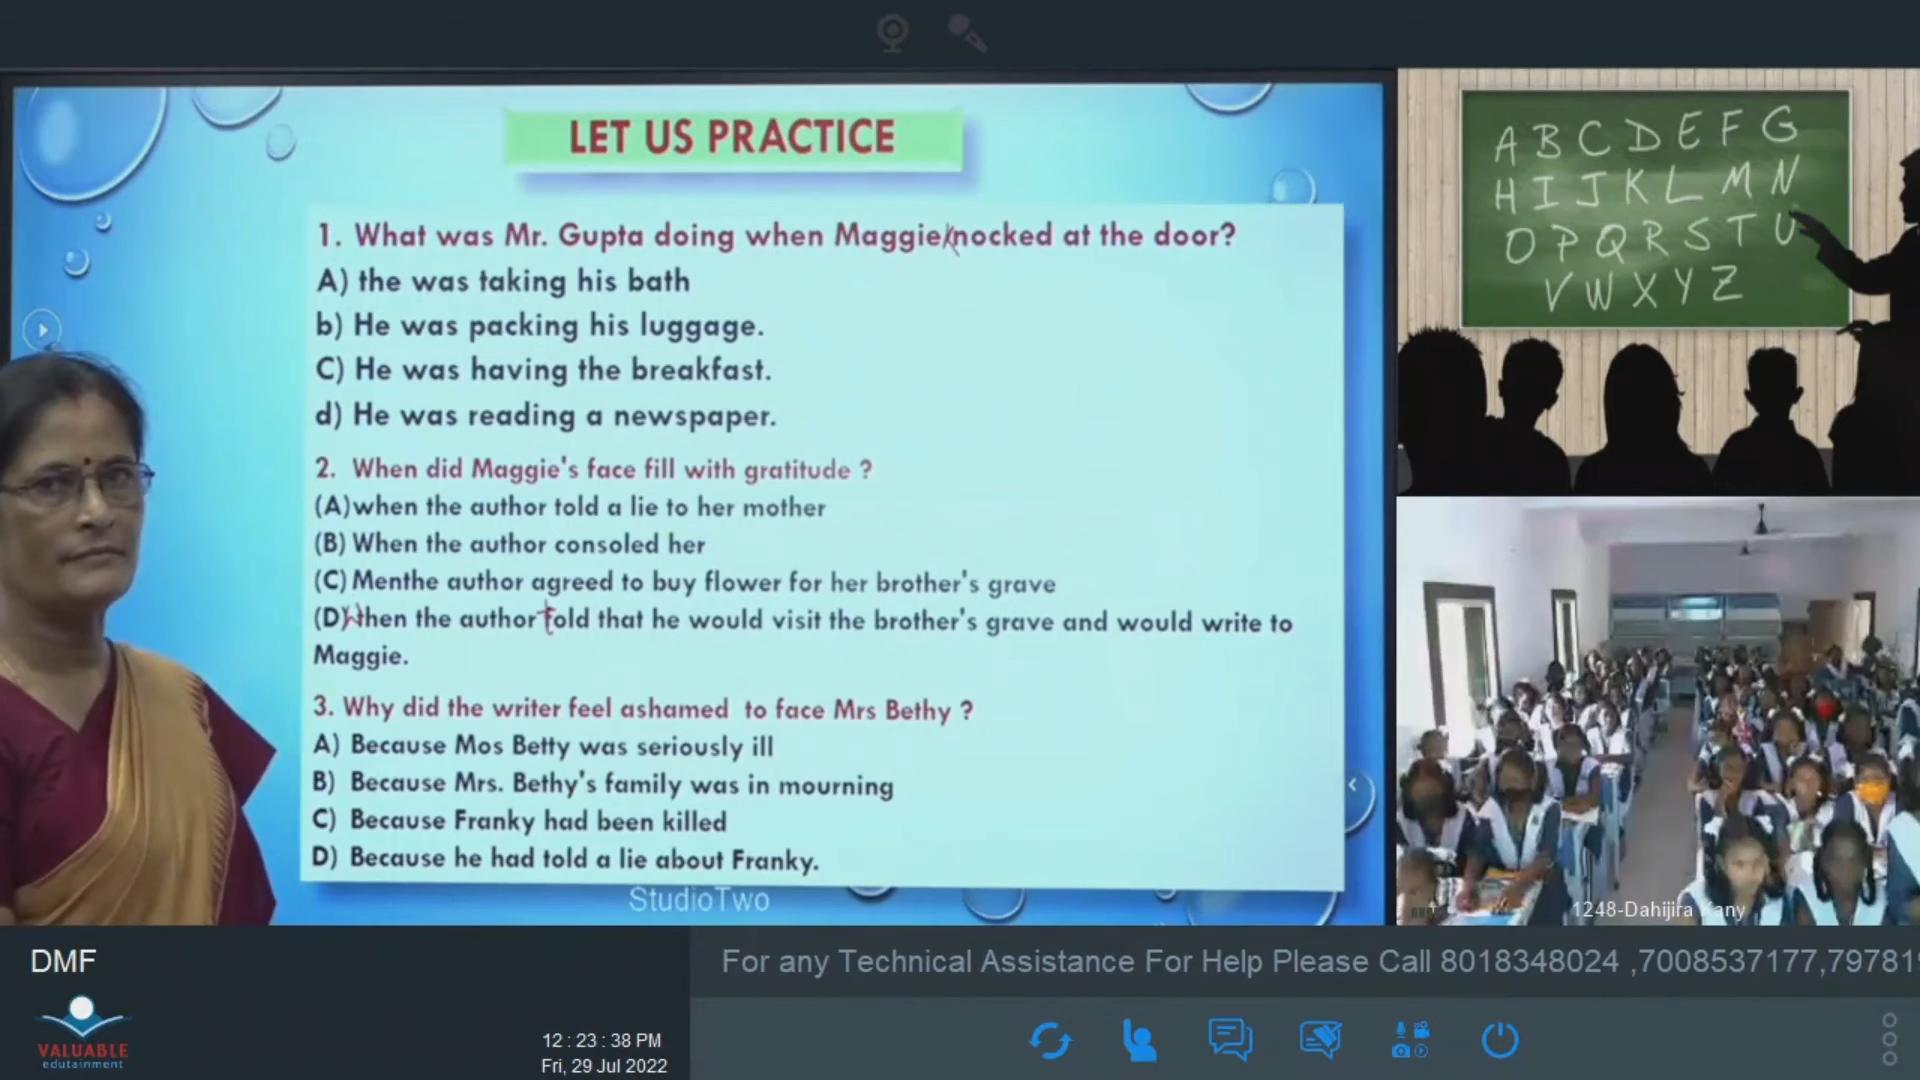 LET US PRACTICE
1. What was Mr. Gupta doing when Maggie knocked at the door?
A) the was taking his bath
b) He was packing his luggage.
C) He was having the breakfast.
d) He was reading a newspaper.
2. When did Maggie's face fill with gratitude ?
(A)when the author told a lie to her mother
(B) When the author consoled her
(C) Menthe author agreed to buy flower for her brother's grave
(D) When the author told that he would visit the brother's grave and would write to
Maggie.
3. Why did the writer feel ashamed to face Mrs Bethy ?
A) Because Mos Betty was seriously ill
B) Because Mrs. Bethy's family was in mourning
C) Because Franky had been killed
D) Because he had told a lie about Franky.
StudioTwo
A B C D E F G
H I J K L M N
O P Q R S T U
V W X Y Z
1248-Dahijira
DMF
VALUABLE
edutainment
12 : 23 : 38 PM
Fri, 29 Jul 2022
For any Technical Assistance For Help Please Call 8018348024 ,7008537177,79781